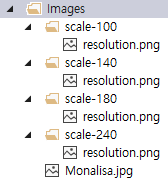 Images
scale-100
resolution.png
scale-140
resolution.png
scale-180
resolution.png
scale-240
resolution.png
Monalisa.jpg